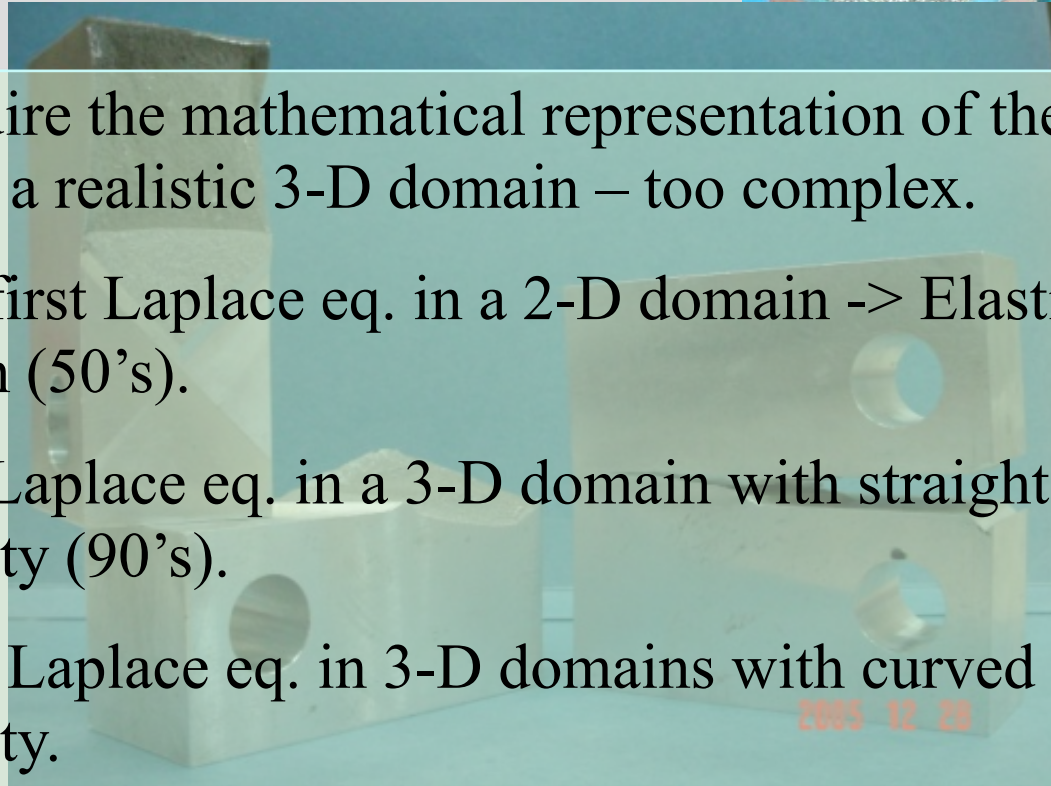 ire the mathematical representation of the
a realistic 3-D domain – too complex.
first Laplace eq. in a 2-D domain -> Elasti
n (50’s).
Laplace eq. in a 3-D domain with straight
ty (90’s).
Laplace eq. in 3-D domains with curved
ty.
2005 12 28